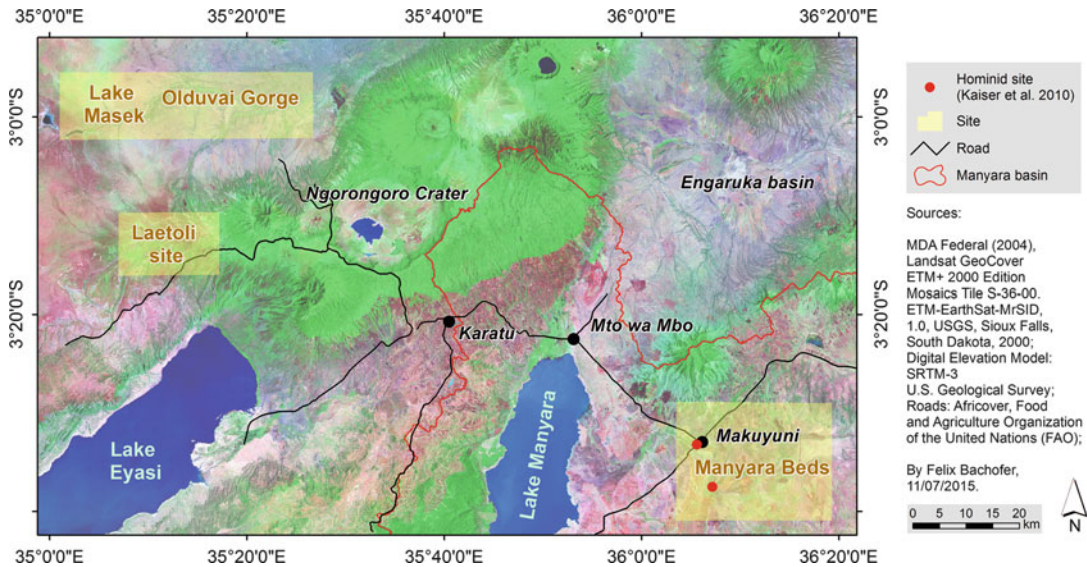 35°0'0"E 35°20'0"E 35°40'0"E 36°0'0"E 36°20'0"E
Lake
Masek
Olduvai Gorge
3°0'0"S
3°0'0"S
Ngorongoro Crater
Engaruka basin
Laetoli
site
3°20'0"S
3°20'0"S
Karatu
Mto wa Mbo
Lake
Eyasi
Lake Manyara
Makuyuni
Manyara Beds
35°0'0"E 35°20'0"E 35°40'0"E 36°0'0"E 36°20'0"E
Hominid site
(Kaiser et al. 2010)
Site
Road
Manyara basin
Sources:
MDA Federal (2004),
Landsat GeoCover
ETM+ 2000 Edition
Mosaics Tile S-36-00.
ETM-EarthSat-MrSID,
1.0, USGS, Sioux Falls,
South Dakota, 2000;
Digital Elevation Model:
SRTM-3
U.S. Geological Survey;
Roads: Africover, Food
and Agriculture Organization
of the United Nations (FAO);
By Felix Bachofer,
11/07/2015.
0 5 10 15 20
km
N